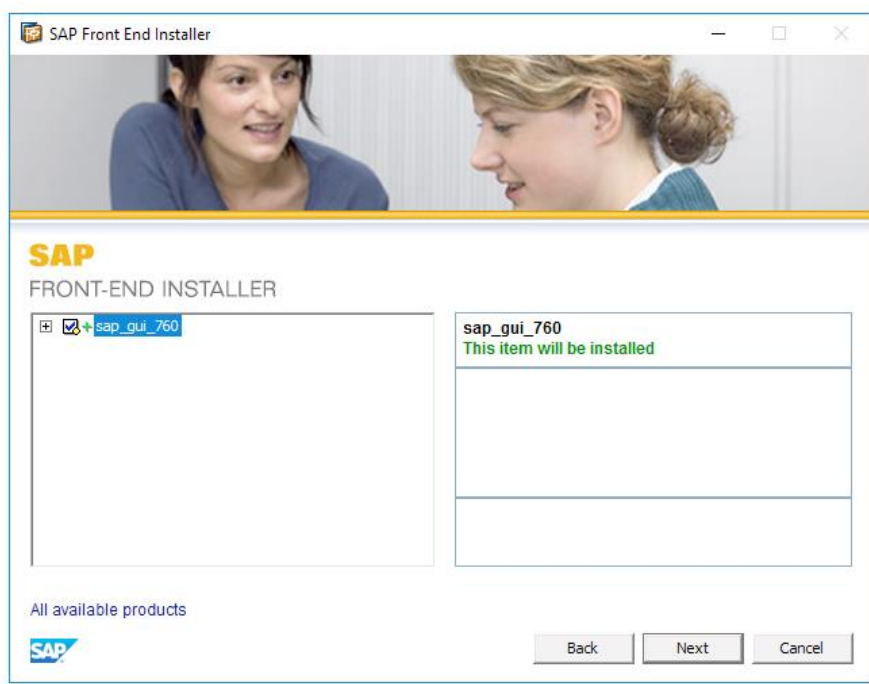 SAP Front End Installer
SAP
FRONT-END INSTALLER
sap_gui_760
sap_gui_760
This item will be installed
All available products
SAP
Back
Next
Cancel